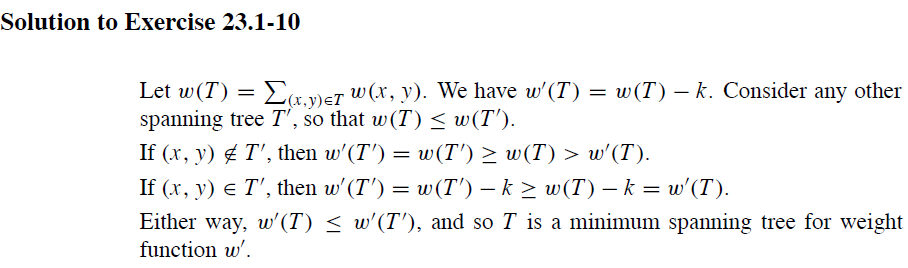 Solution to Exercise 23.1-10
Let w(T) = ∑(x,y)∈T w(x, y). We have w′(T) = w(T) − k. Consider any other
spanning tree T′, so that w(T) ≤ w(T′).
If (x, y) ∉ T′, then w′(T′) = w(T′) ≥ w(T) > w′(T).
If (x, y) ∈ T′, then w′(T′) = w(T′) − k ≥ w(T) − k = w′(T).
Either way, w′(T) ≤ w′(T′), and so T is a minimum spanning tree for weight
function w′.